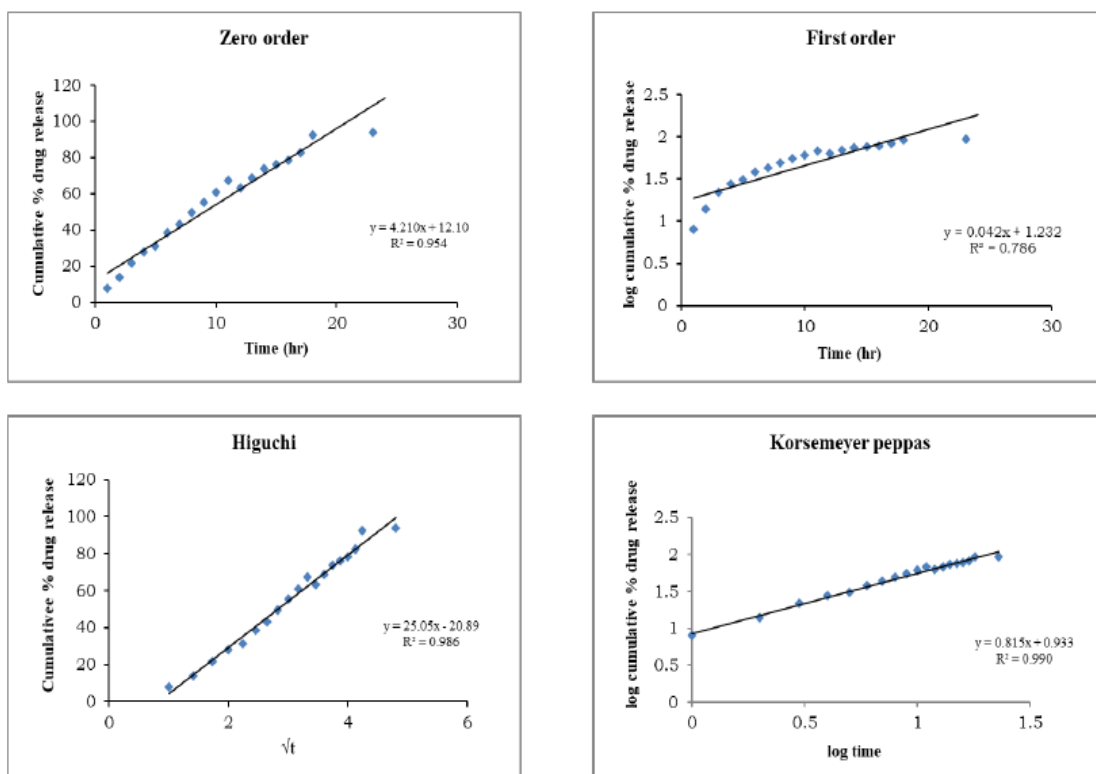 Zero order
Cumulative % drug release
120
100
80
60
40
20
0
y = 4.210x + 12.10
R² = 0.954
0 10 20 30
Time (hr)
First order
log cumulative % drug release
2.5
2
1.5
1
0.5
0
y = 0.042x + 1.232
R² = 0.786
0 10 20 30
Time (hr)
Higuchi
Cumulativee % drug release
120
100
80
60
40
20
0
y = 25.05x - 20.89
R² = 0.986
0 2 4 6
√t
Korsemeyer peppas
log cumulative % drug release
2.5
2
1.5
1
0.5
0
y = 0.815x + 0.933
R² = 0.990
0 0.5 1 1.5
log time